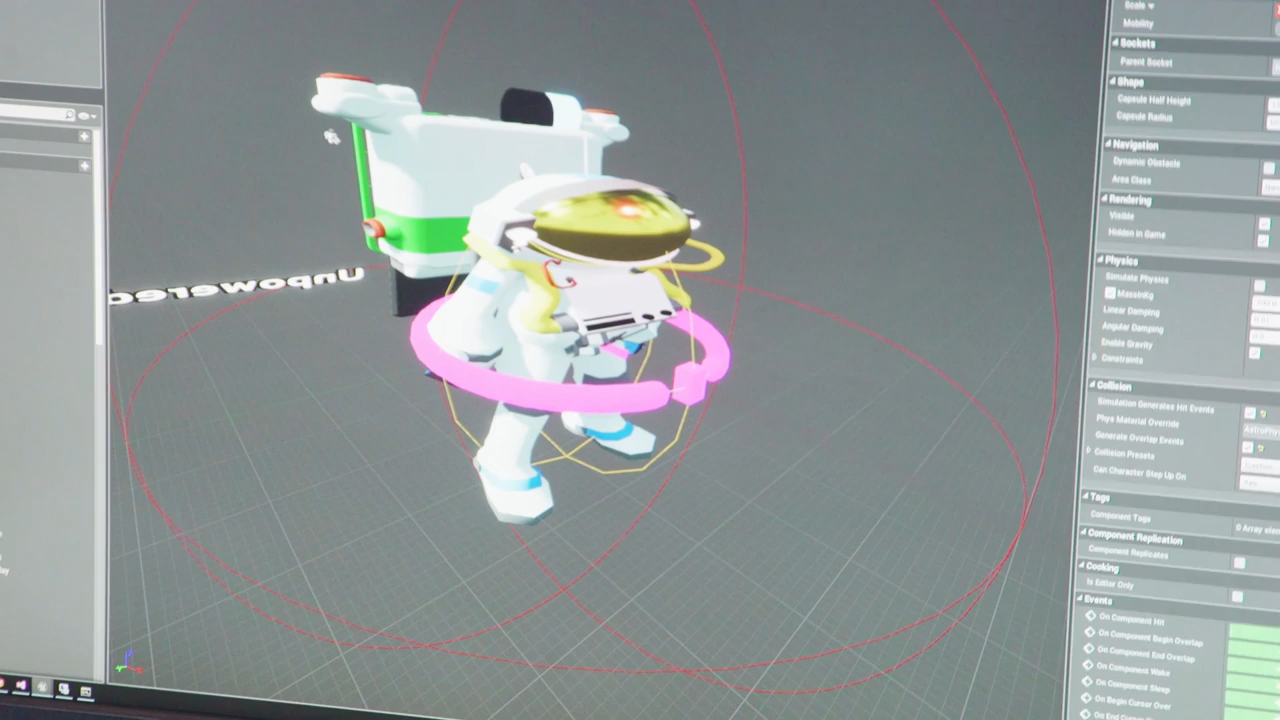 Scale
Mobility
Sockets
Parent Socket
Shape
Capsule Half Height
Capsule Radius
Navigation
Dynamic Obstacle
Area Class
Rendering
Visible
Hidden in Game
Physics
Simulate Physics
MassInKg
Linear Damping
Angular Damping
Enable Gravity
Constraints
Collision
Simulation Generates Hit Events
Phys Material Override
Generate Overlap Events
Collision Presets
Can Character Step Up On
Tags
Component Tags
0 Array
Component Replication
Component Replicates
Cooking
Is Editor Only
Events
On Component Hit
On Component Begin Overlap
On Component End Overlap
On Component Wake
On Component Sleep
On Begin Cursor Over
On End
Unpowered